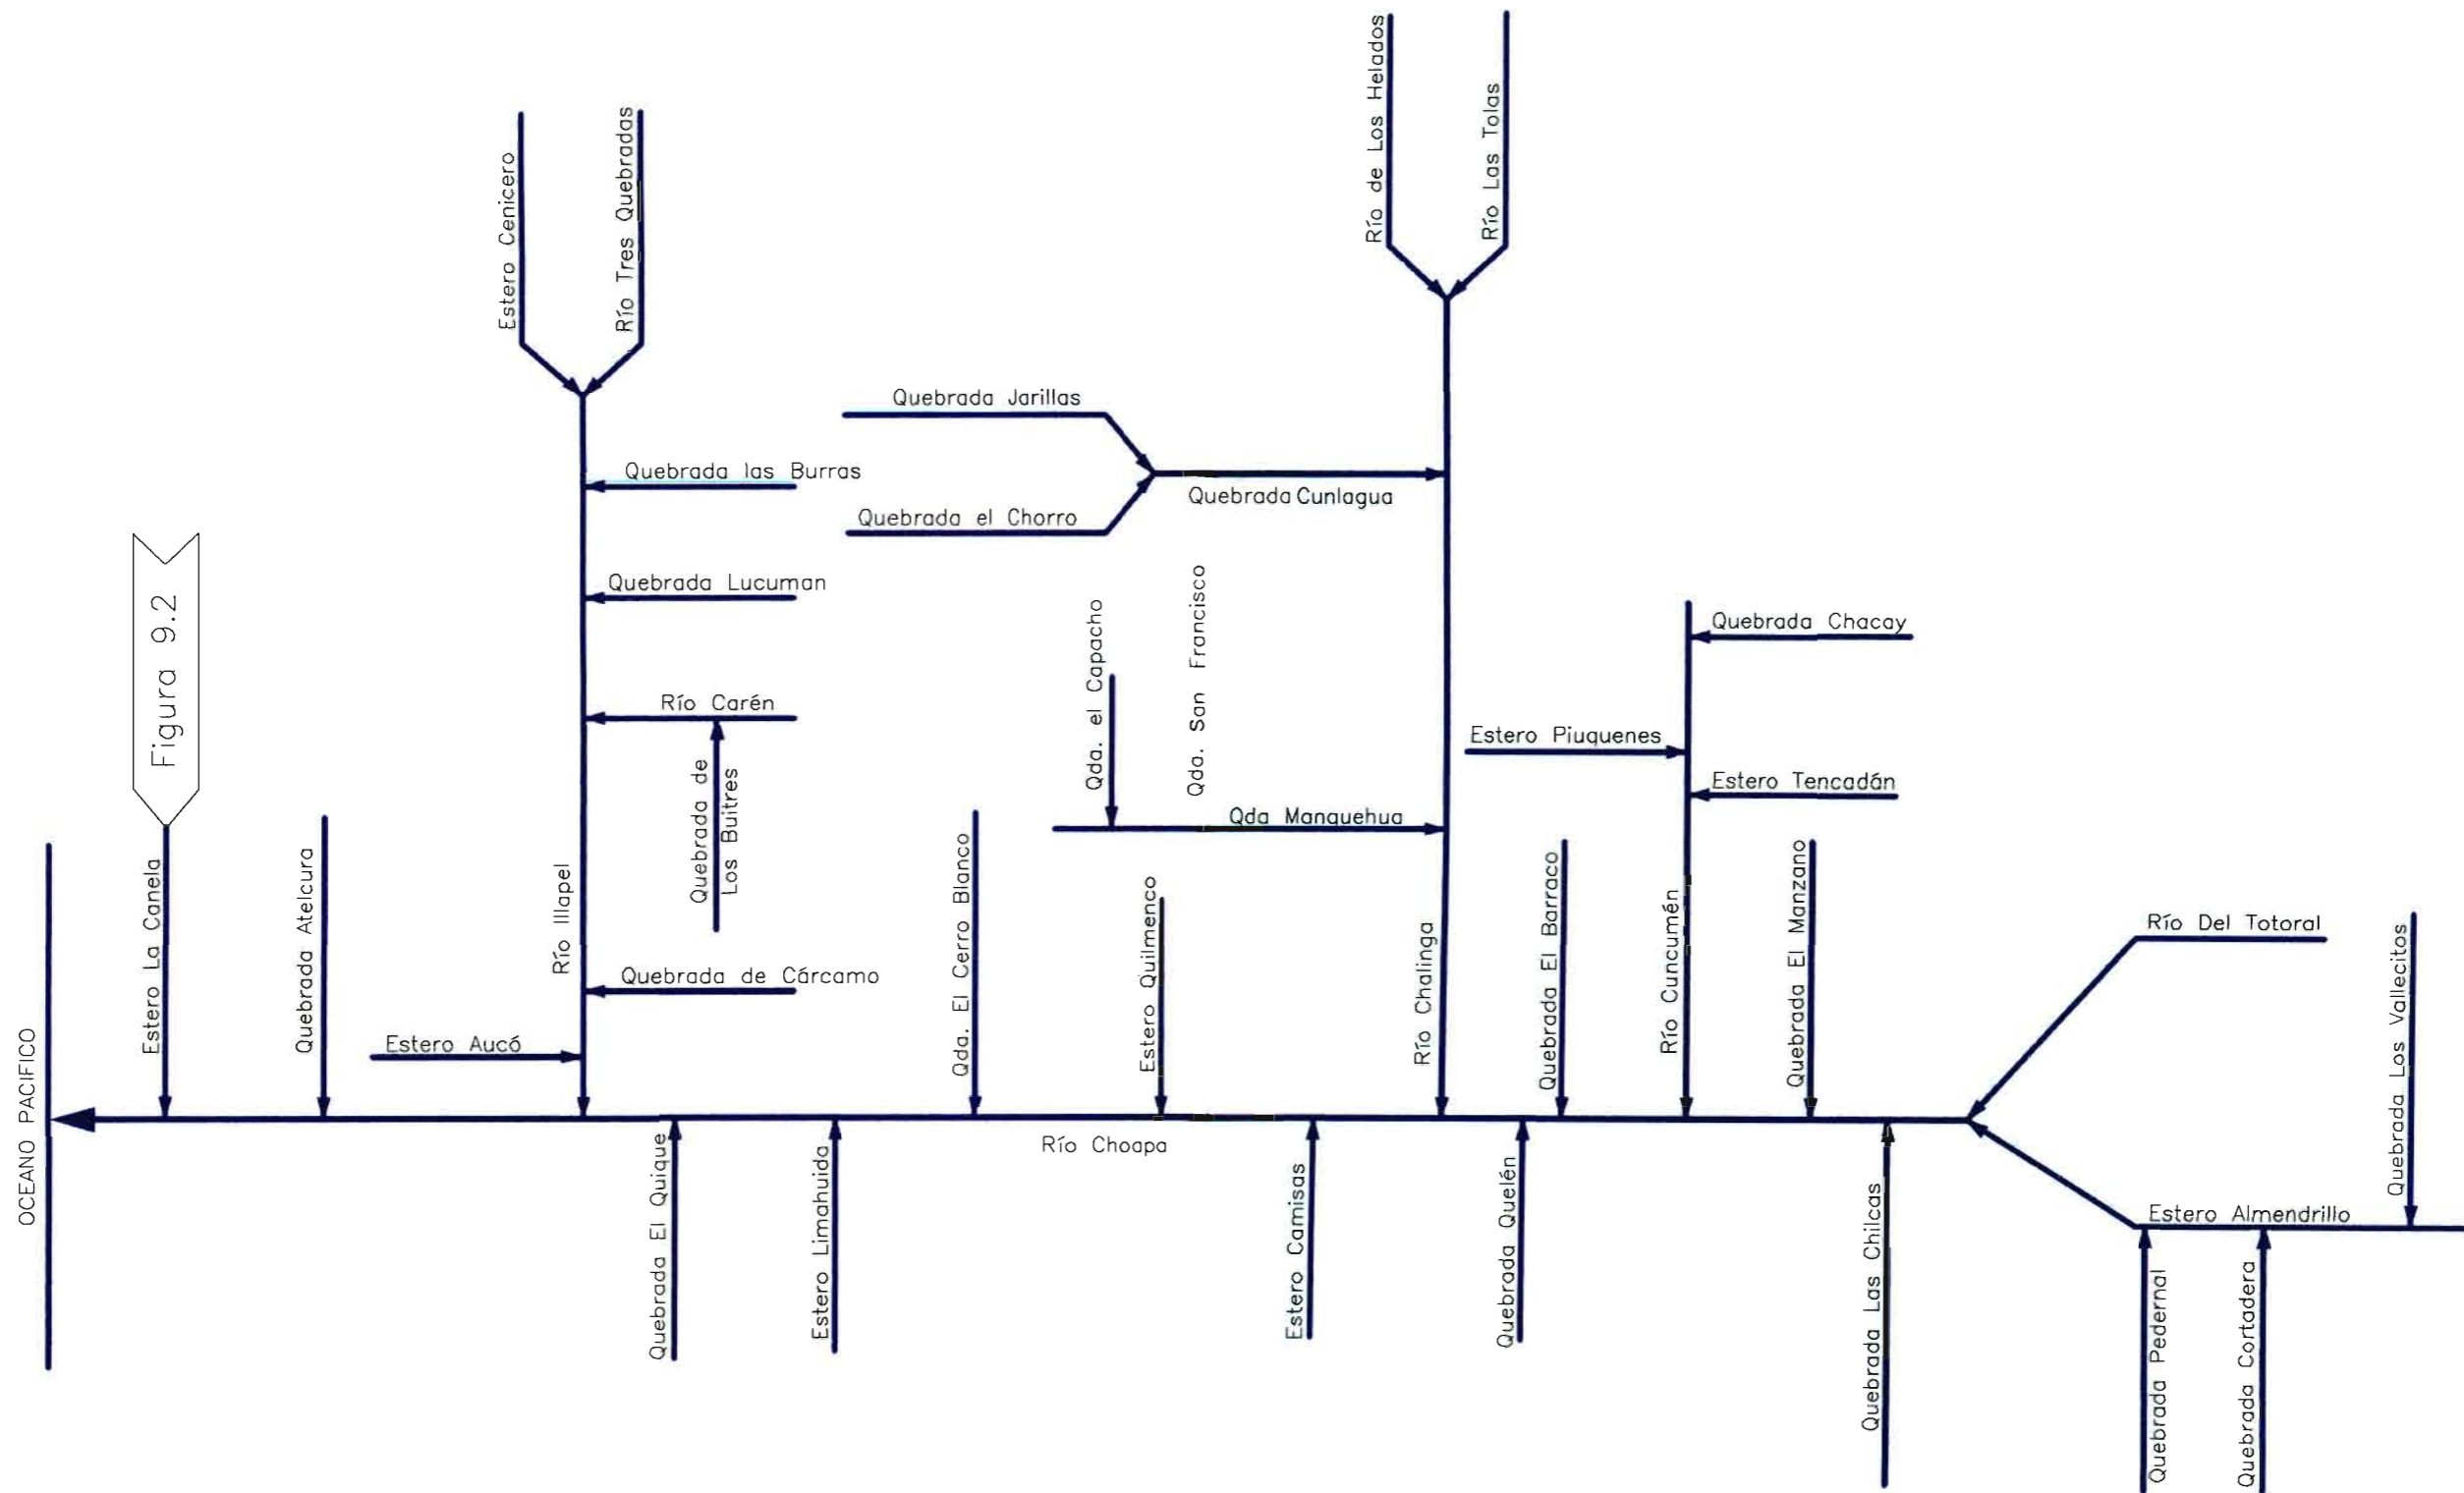 Río de Los Helados
Río Las Tolas
Estero Cenicero
Río Tres Quebradas
Quebrada Jarillas
Quebrada las Burras
Quebrada Cunlagua
Quebrada el Chorro
Figura 9.2
Quebrada Lucuman
Qda. el Capacho
Qda. San Francisco
Quebrada Chacay
Río Carén
Estero Piuquenes
Quebrada de
Los Buitres
Estero Tencadán
Qda Manquehua
OCEANO PACIFICO
Estero La Canela
Quebrada Atelcura
Río Illapel
Quebrada de Cárcamo
Estero Aucó
Qda. El Cerro Blanco
Estero Quilmenco
Río Chalinga
Quebrada El Barraco
Río Cuncumén
Quebrada El Manzano
Río Del Totoral
Quebrada Los Vallecitos
Río Choapa
Quebrada El Quique
Estero Limahuida
Estero Camisas
Quebrada Quelén
Quebrada Las Chilcas
Estero Almendrillo
Quebrada Pedernal
Quebrada Cortadera